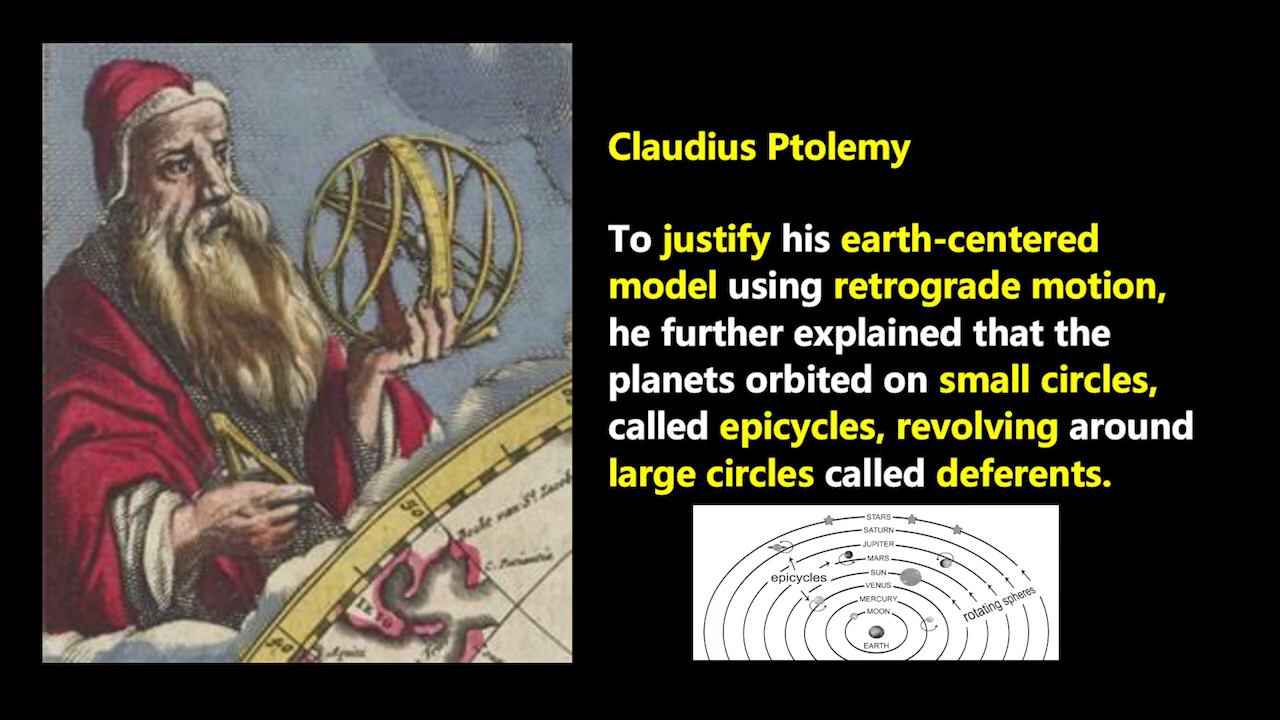 Claudius Ptolemy
To justify his earth-centered
model using retrograde motion,
he further explained that the
planets orbited on small circles,
called epicycles, revolving around
large circles called deferents.
STARS
SATURN
JUPITER
MARS
SUN
VENUS
MERCURY
MOON
EARTH
epicycles
rotating spheres
50